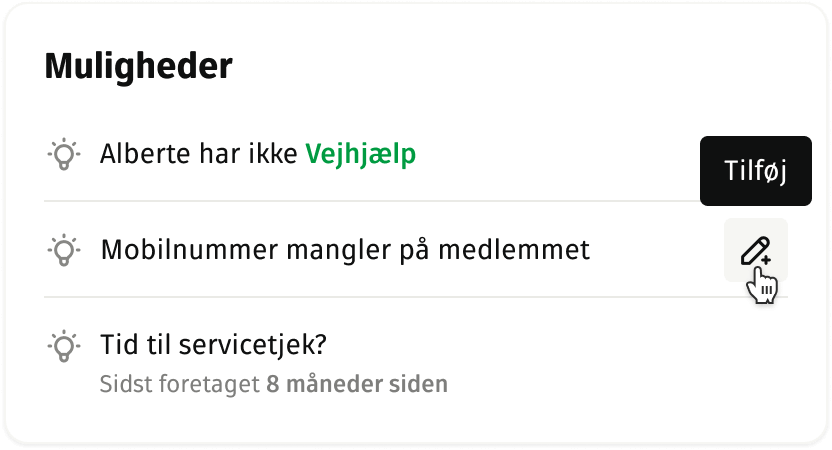 Muligheder
Alberte har ikke Vejhjælp
Tilføj
Mobilnummer mangler på medlemmet
Tid til servicetjek?
Sidst foretaget 8 måneder siden